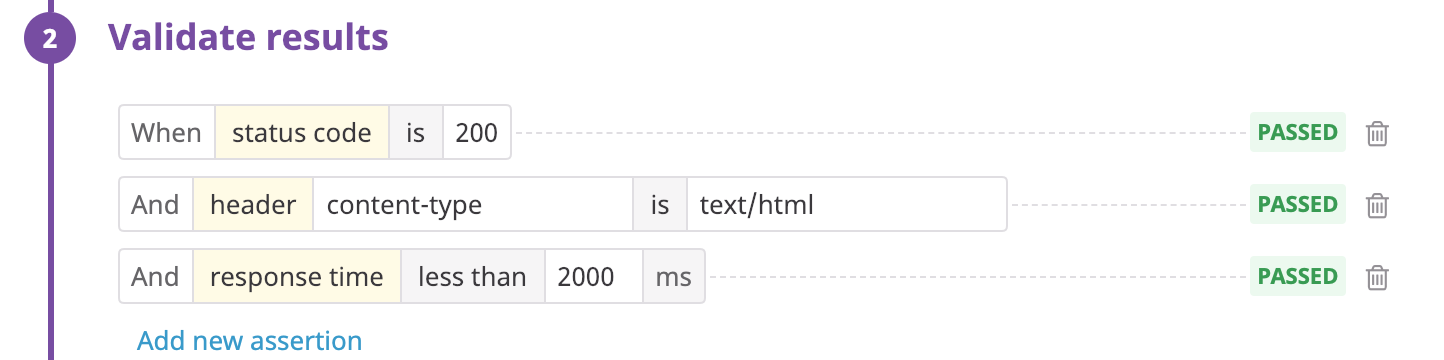 2 Validate results
When status code is 200 PASSED
And header content-type is text/html PASSED
And response time less than 2000 ms PASSED
Add new assertion